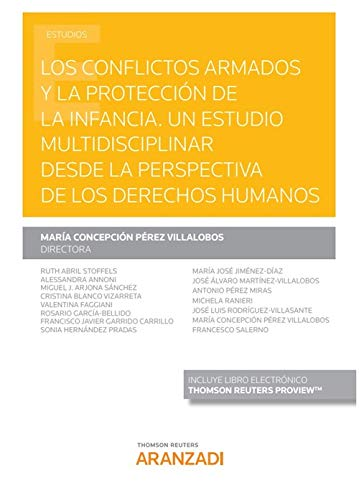 ESTUDIOS
LOS CONFLICTOS ARMADOS
Y LA PROTECCIÓN DE
LA INFANCIA. UN ESTUDIO
MULTIDISCIPLINAR
DESDE LA PERSPECTIVA
DE LOS DERECHOS HUMANOS
MARÍA CONCEPCIÓN PÉREZ VILLALOBOS
DIRECTORA
RUTH ABRIL STOFFELS
ALESSANDRA ANNONI
MIGUEL J. ARJONA SÁNCHEZ
CRISTINA BLANCO VIZARRETA
VALENTINA FAGGIANI
ROSARIO GARCÍA-BELLIDO
FRANCISCO JAVIER GARRIDO CARRILLO
SONIA HERNÁNDEZ PRADAS
MARÍA JOSÉ JIMÉNEZ-DÍAZ
JOSÉ ÁLVARO MARTÍNEZ-VILLALOBOS
ANTONIO PÉREZ MIRAS
MICHELA RANIERI
JOSÉ LUIS RODRÍGUEZ-VILLASANTE
MARÍA CONCEPCIÓN PÉREZ VILLALOBOS
FRANCESCO SALERNO
INCLUYE LIBRO ELECTRÓNICO
THOMSON REUTERS PROVIEW™
THOMSON REUTERS
ARANZADI